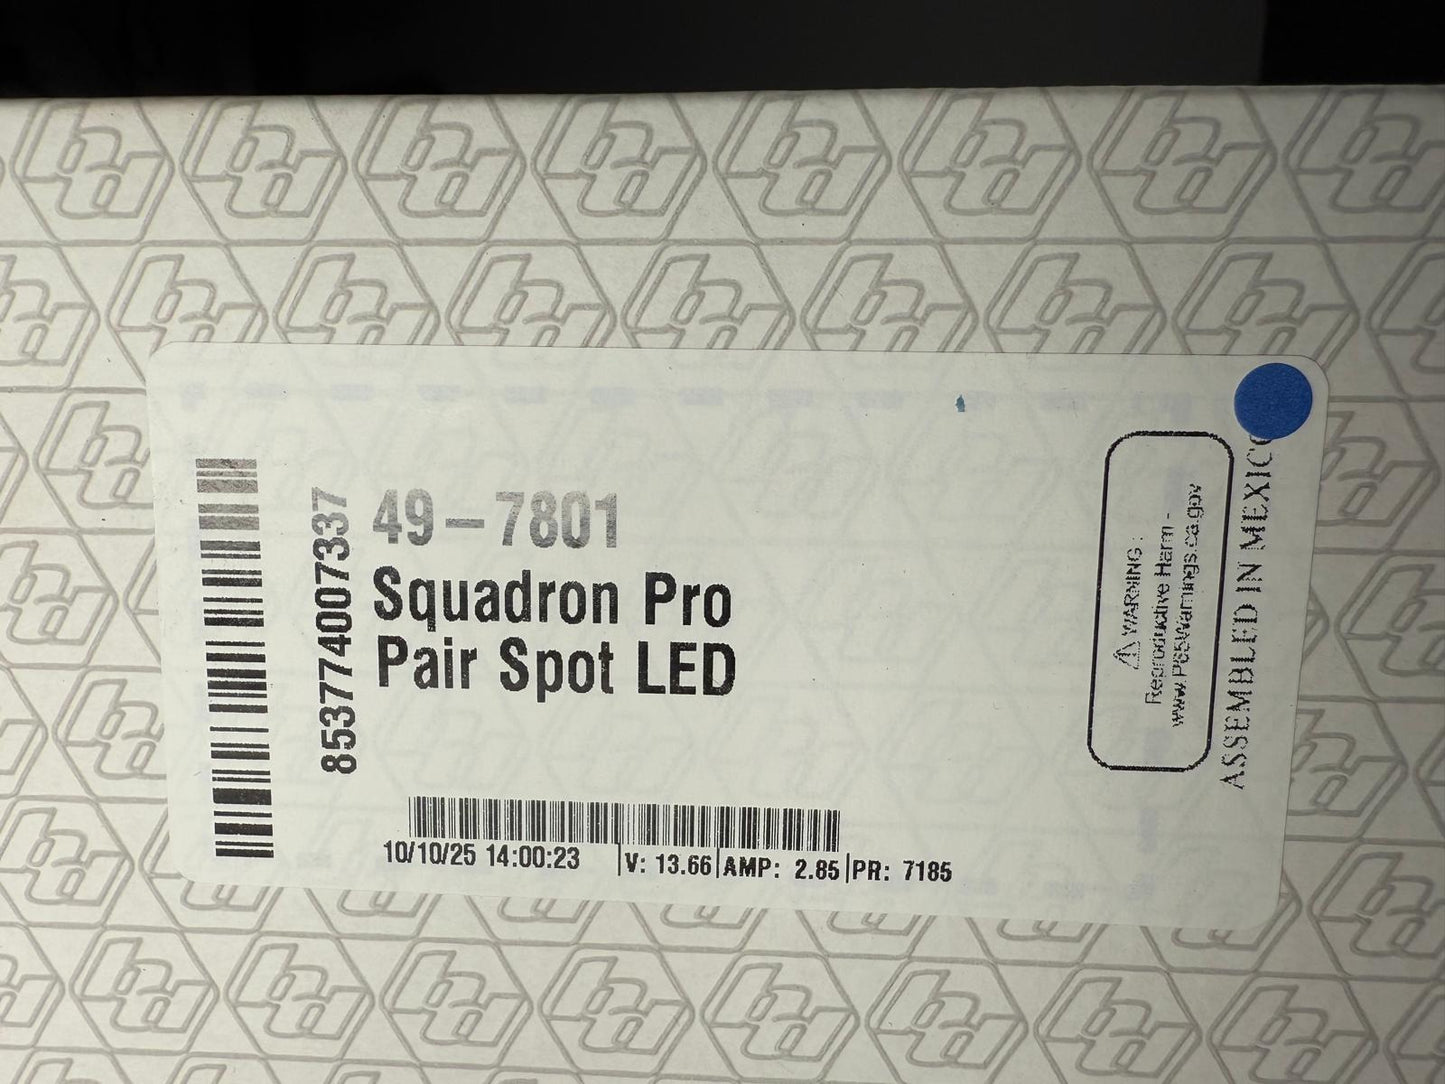 853774007337
49-7801
Squadron Pro
Pair Spot LED
10/10/25 14:00:23
V: 13.66
AMP: 2.85
PR: 7185
⚠ WARNING :
Reproductive Harm -
www.P65Warnings.ca.gov
ASSEMBLED IN MEXICO